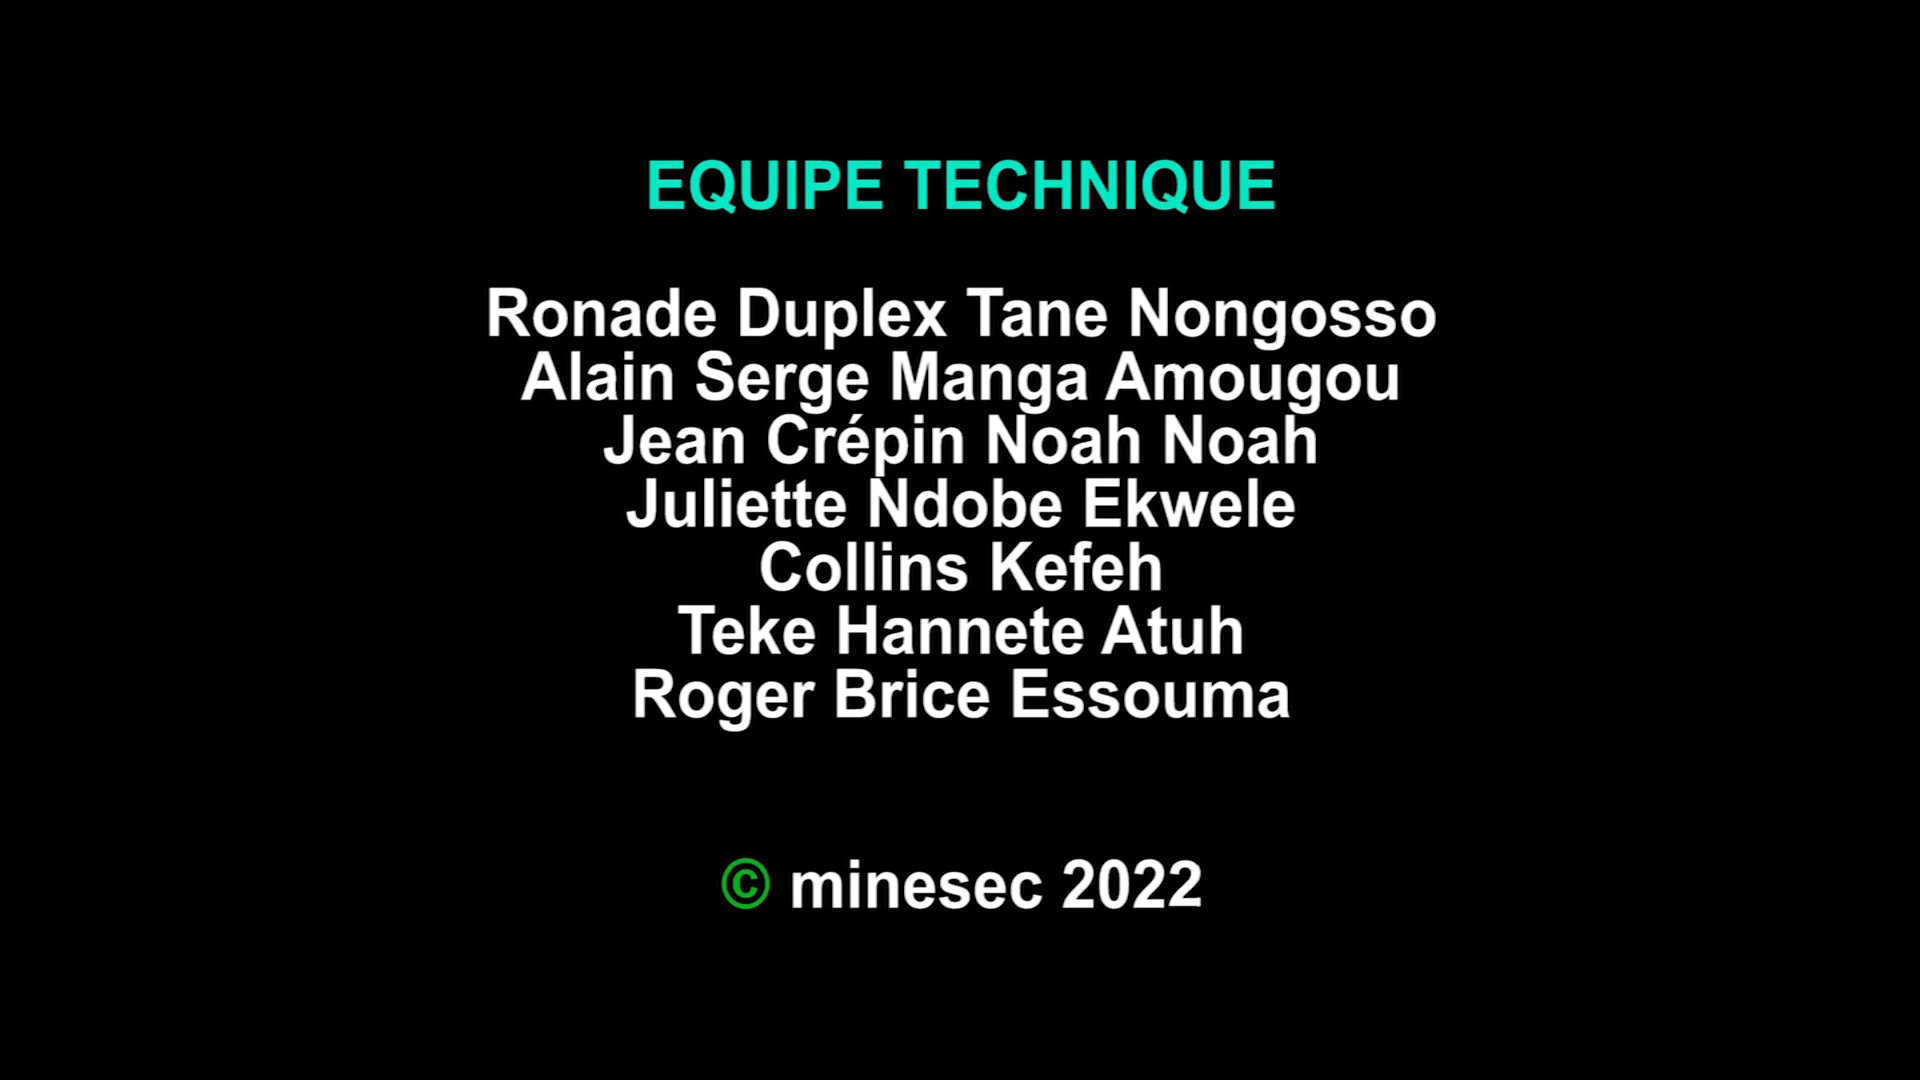 EQUIPE TECHNIQUE
Ronade Duplex Tane Nongosso
Alain Serge Manga Amougou
Jean Crépin Noah Noah
Juliette Ndobe Ekwele
Collins Kefeh
Teke Hannete Atuh
Roger Brice Essouma
© minesec 2022